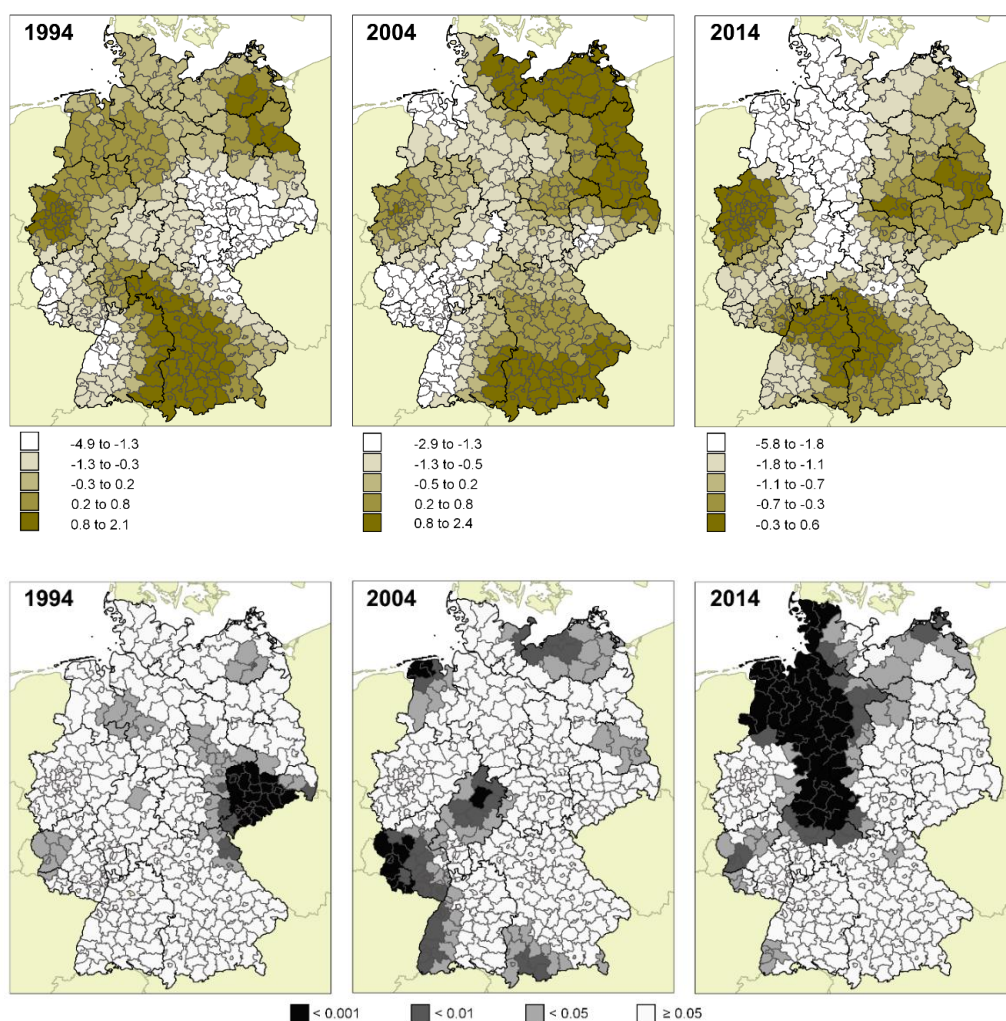 1994 2004 2014
-4.9 to -1.3 -2.9 to -1.3 -5.8 to -1.8
-1.3 to -0.3 -1.3 to -0.5 -1.8 to -1.1
-0.3 to 0.2 -0.5 to 0.2 -1.1 to -0.7
0.2 to 0.8 0.2 to 0.8 -0.7 to -0.3
0.8 to 2.1 0.8 to 2.4 -0.3 to 0.6
1994 2004 2014
< 0.001 < 0.01 < 0.05 ≥ 0.05